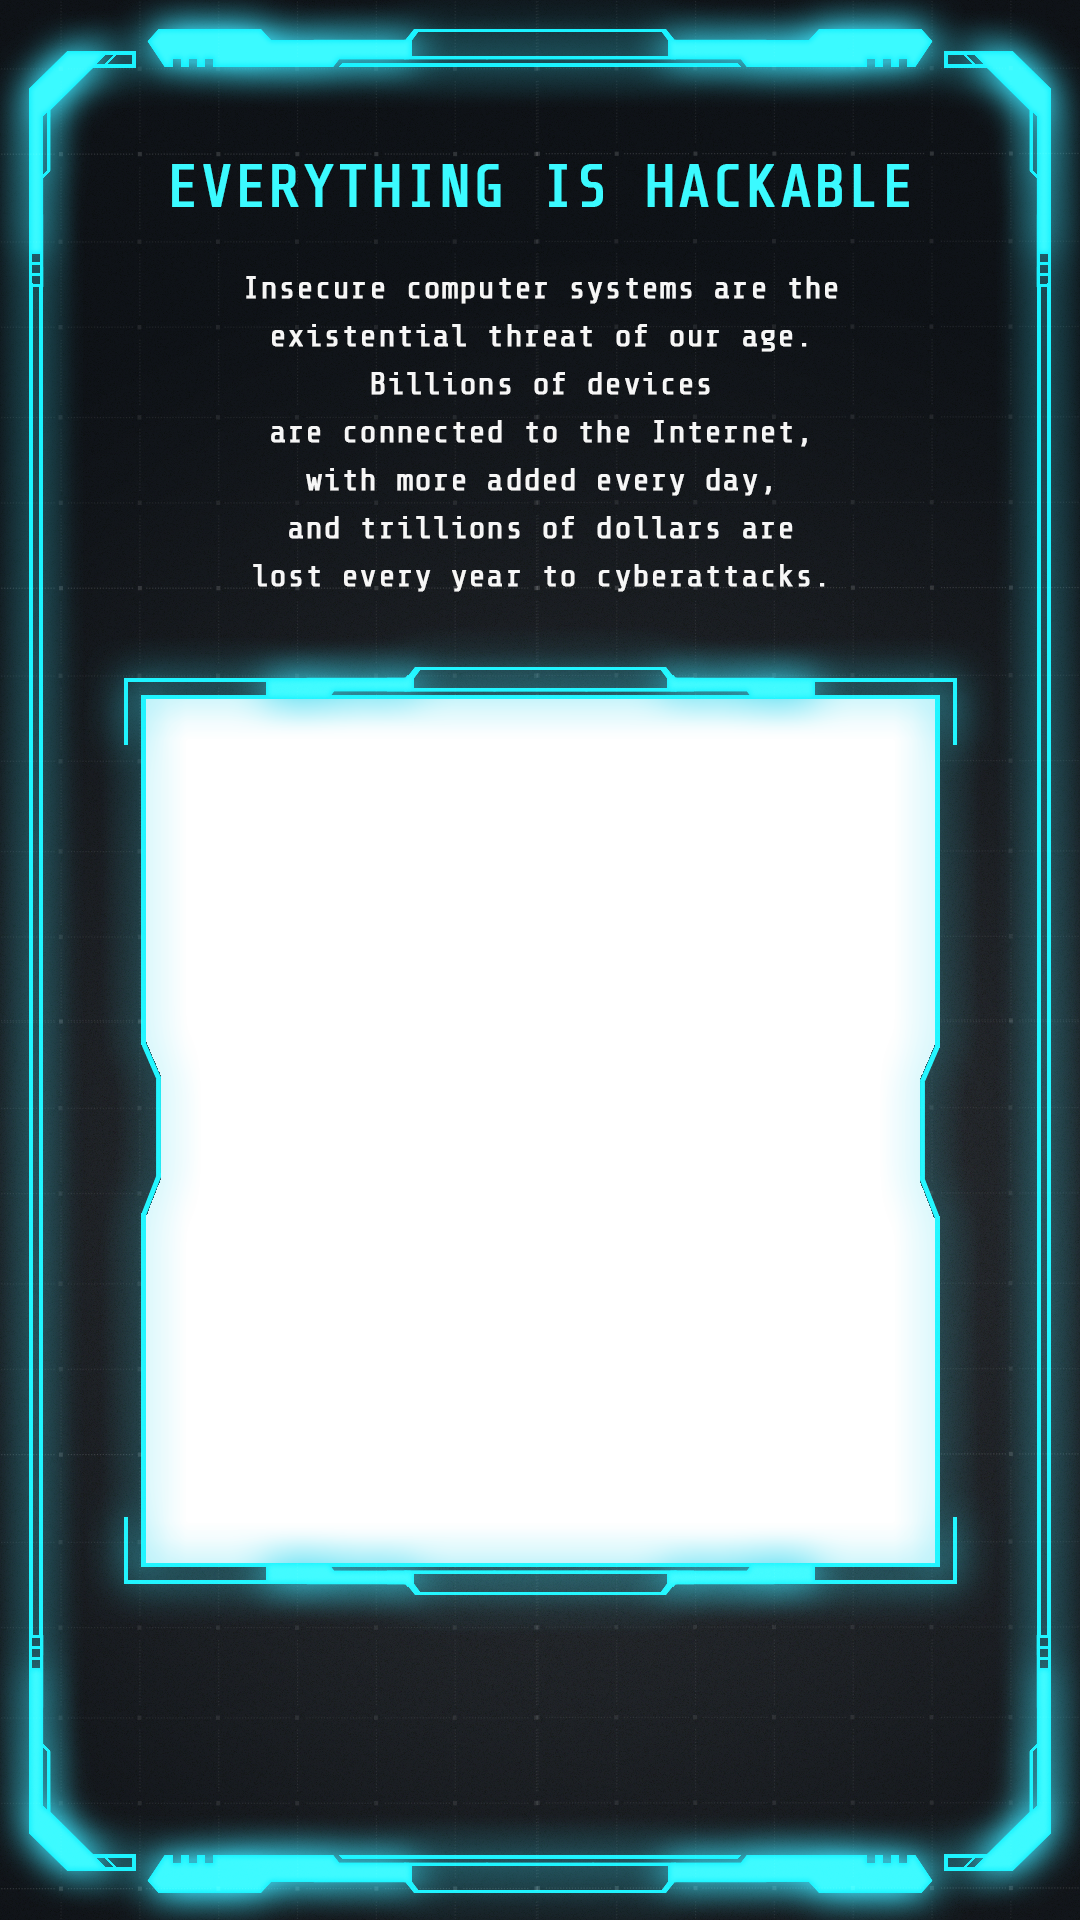 EVERYTHING IS HACKABLE
Insecure computer systems are the
existential threat of our age.
Billions of devices
are connected to the Internet,
with more added every day,
and trillions of dollars are
lost every year to cyberattacks.